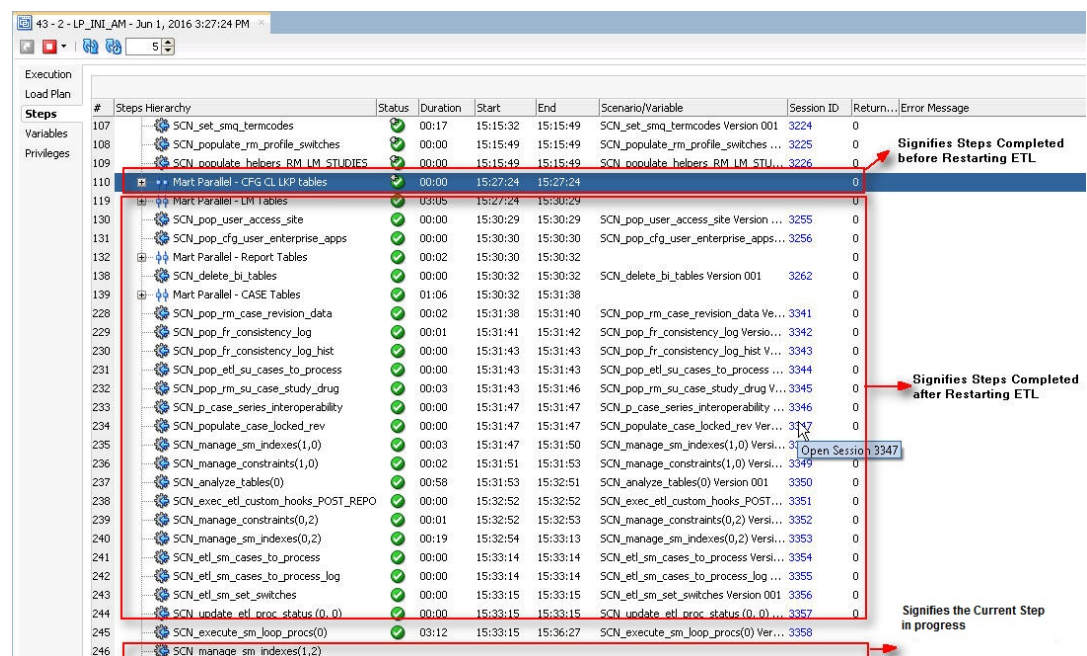 43 - 2 - LP_INI_AM - Jun 1, 2016 3:27:24 PM
5
Execution
Load Plan
Steps
Variables
Privileges
# Steps Hierarchy Status Duration Start End Scenario/Variable Session ID Return... Error Message
107 SCN_set_smq_termcodes 00:17 15:15:32 15:15:49 SCN_set_smq_termcodes Version 001 3224 0
108 SCN_populate_rm_profile_switches 00:00 15:15:49 15:15:49 SCN_populate_rm_profile_switches ... 3225 0
109 SCN_populate_helpers_RM_LM_STUDIES 00:00 15:15:49 15:15:49 SCN_populate_helpers_RM_LM_STU... 3226 0
Signifies Steps Completed
before Restarting ETL
110 Mart Parallel - CFG CL LKP tables 00:00 15:27:24 15:27:24 0
119 Mart Parallel - LM Tables 03:05 15:27:24 15:30:29 0
130 SCN_pop_user_access_site 00:00 15:30:29 15:30:29 SCN_pop_user_access_site Version ... 3255 0
131 SCN_pop_cfg_user_enterprise_apps 00:00 15:30:30 15:30:30 SCN_pop_cfg_user_enterprise_apps... 3256 0
132 Mart Parallel - Report Tables 00:02 15:30:30 15:30:32 0
138 SCN_delete_bi_tables 00:00 15:30:32 15:30:32 SCN_delete_bi_tables Version 001 3262 0
139 Mart Parallel - CASE Tables 01:06 15:30:32 15:31:38 0
228 SCN_pop_rm_case_revision_data 00:02 15:31:38 15:31:40 SCN_pop_rm_case_revision_data Ve... 3341 0
229 SCN_pop_fr_consistency_log 00:01 15:31:41 15:31:42 SCN_pop_fr_consistency_log Versio... 3342 0
230 SCN_pop_fr_consistency_log_hist 00:00 15:31:43 15:31:43 SCN_pop_fr_consistency_log_hist V... 3343 0
231 SCN_pop_etl_su_cases_to_process 00:00 15:31:43 15:31:43 SCN_pop_etl_su_cases_to_process ... 3344 0
232 SCN_pop_rm_su_case_study_drug 00:03 15:31:43 15:31:46 SCN_pop_rm_su_case_study_drug V... 3345 0
Signifies Steps Completed
after Restarting ETL
233 SCN_p_case_series_interoperability 00:00 15:31:47 15:31:47 SCN_p_case_series_interoperability ... 3346 0
234 SCN_populate_case_locked_rev 00:00 15:31:47 15:31:47 SCN_populate_case_locked_rev Ver... 0
235 SCN_manage_sm_indexes(1,0) 00:03 15:31:47 15:31:50 SCN_manage_sm_indexes(1,0) Versi...
Open Session 3347
236 SCN_manage_constraints(1,0) 00:02 15:31:51 15:31:53 SCN_manage_constraints(1,0) Versi... 3349 0
237 SCN_analyze_tables(0) 00:58 15:31:53 15:32:51 SCN_analyze_tables(0) Version 001 3350 0
238 SCN_exec_etl_custom_hooks_POST_REPO 00:00 15:32:52 15:32:52 SCN_exec_etl_custom_hooks_POST... 3351 0
239 SCN_manage_constraints(0,2) 00:01 15:32:52 15:32:53 SCN_manage_constraints(0,2) Versi... 3352 0
240 SCN_manage_sm_indexes(0,2) 00:19 15:32:54 15:33:13 SCN_manage_sm_indexes(0,2) Versi... 3353 0
241 SCN_etl_sm_cases_to_process 00:00 15:33:14 15:33:14 SCN_etl_sm_cases_to_process Versi... 3354 0
242 SCN_etl_sm_cases_to_process_log 00:00 15:33:14 15:33:14 SCN_etl_sm_cases_to_process_log ... 3355 0
243 SCN_etl_sm_set_switches 00:00 15:33:15 15:33:15 SCN_etl_sm_set_switches Version 001 3356 0
244 SCN_update_etl_proc_status (0, 0) 00:00 15:33:15 15:33:15 SCN_update_etl_proc_status (0, 0) ... 3357 0
Signifies the Current Step
in progress
245 SCN_execute_sm_loop_procs(0) 03:12 15:33:15 15:36:27 SCN_execute_sm_loop_procs(0) Ver... 3358
246 SCN_manage_sm_indexes(1,2)